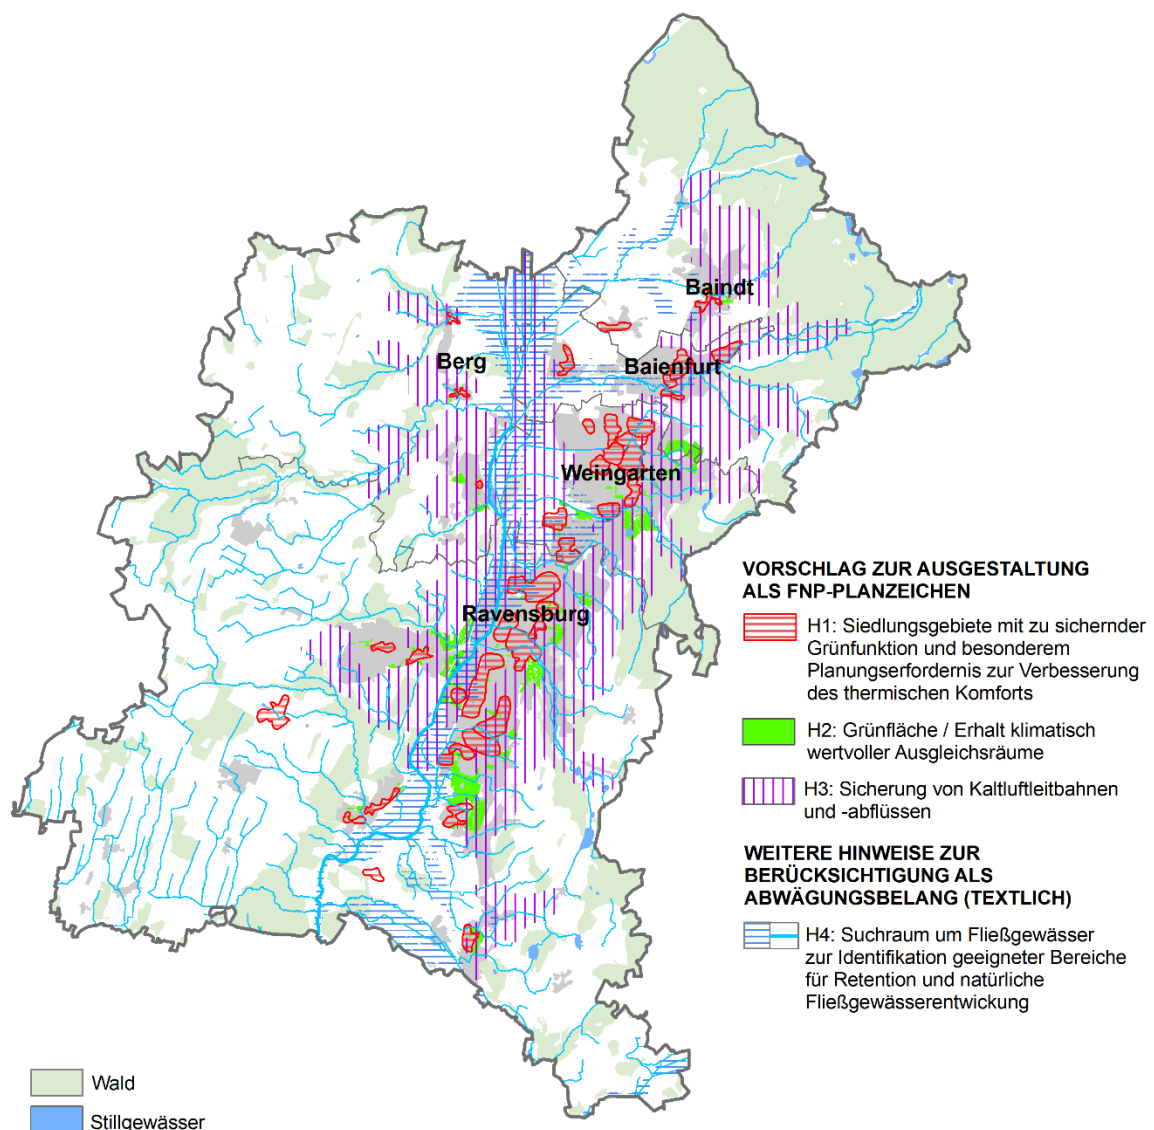 Baindt
Berg
Baienfurt
Weingarten
Ravensburg
VORSCHLAG ZUR AUSGESTALTUNG
ALS FNP-PLANZEICHEN
H1: Siedlungsgebiete mit zu sichernder
Grünfunktion und besonderem
Planungserfordernis zur Verbesserung
des thermischen Komforts
H2: Grünfläche / Erhalt klimatisch
wertvoller Ausgleichsräume
H3: Sicherung von Kaltluftleitbahnen
und -abflüssen
WEITERE HINWEISE ZUR
BERÜCKSICHTIGUNG ALS
ABWÄGUNGSBELANG (TEXTLICH)
H4: Suchraum um Fließgewässer
zur Identifikation geeigneter Bereiche
für Retention und natürliche
Fließgewässerentwickung
Wald
Stillgewässer